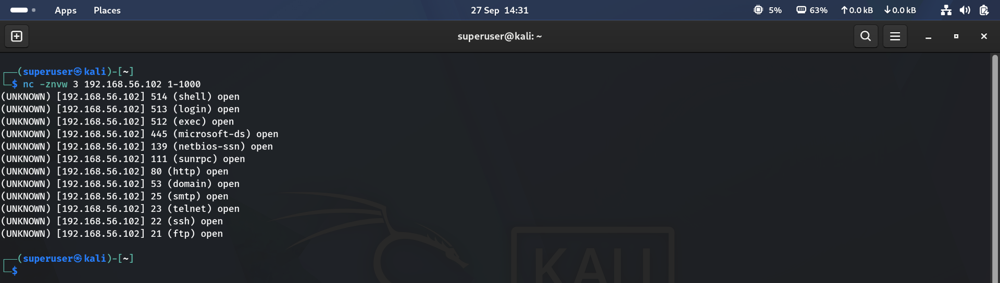 Apps Places 27 Sep 14:31 5% 63% ↑0.0 kB ↓0.0 kB
superuser@kali: ~
┌──(superuser㉿kali)-[~]
└─$ nc -znvw 3 192.168.56.102 1-1000
(UNKNOWN) [192.168.56.102] 514 (shell) open
(UNKNOWN) [192.168.56.102] 513 (login) open
(UNKNOWN) [192.168.56.102] 512 (exec) open
(UNKNOWN) [192.168.56.102] 445 (microsoft-ds) open
(UNKNOWN) [192.168.56.102] 139 (netbios-ssn) open
(UNKNOWN) [192.168.56.102] 111 (sunrpc) open
(UNKNOWN) [192.168.56.102] 80 (http) open
(UNKNOWN) [192.168.56.102] 53 (domain) open
(UNKNOWN) [192.168.56.102] 25 (smtp) open
(UNKNOWN) [192.168.56.102] 23 (telnet) open
(UNKNOWN) [192.168.56.102] 22 (ssh) open
(UNKNOWN) [192.168.56.102] 21 (ftp) open
┌──(superuser㉿kali)-[~]
└─$
KALI